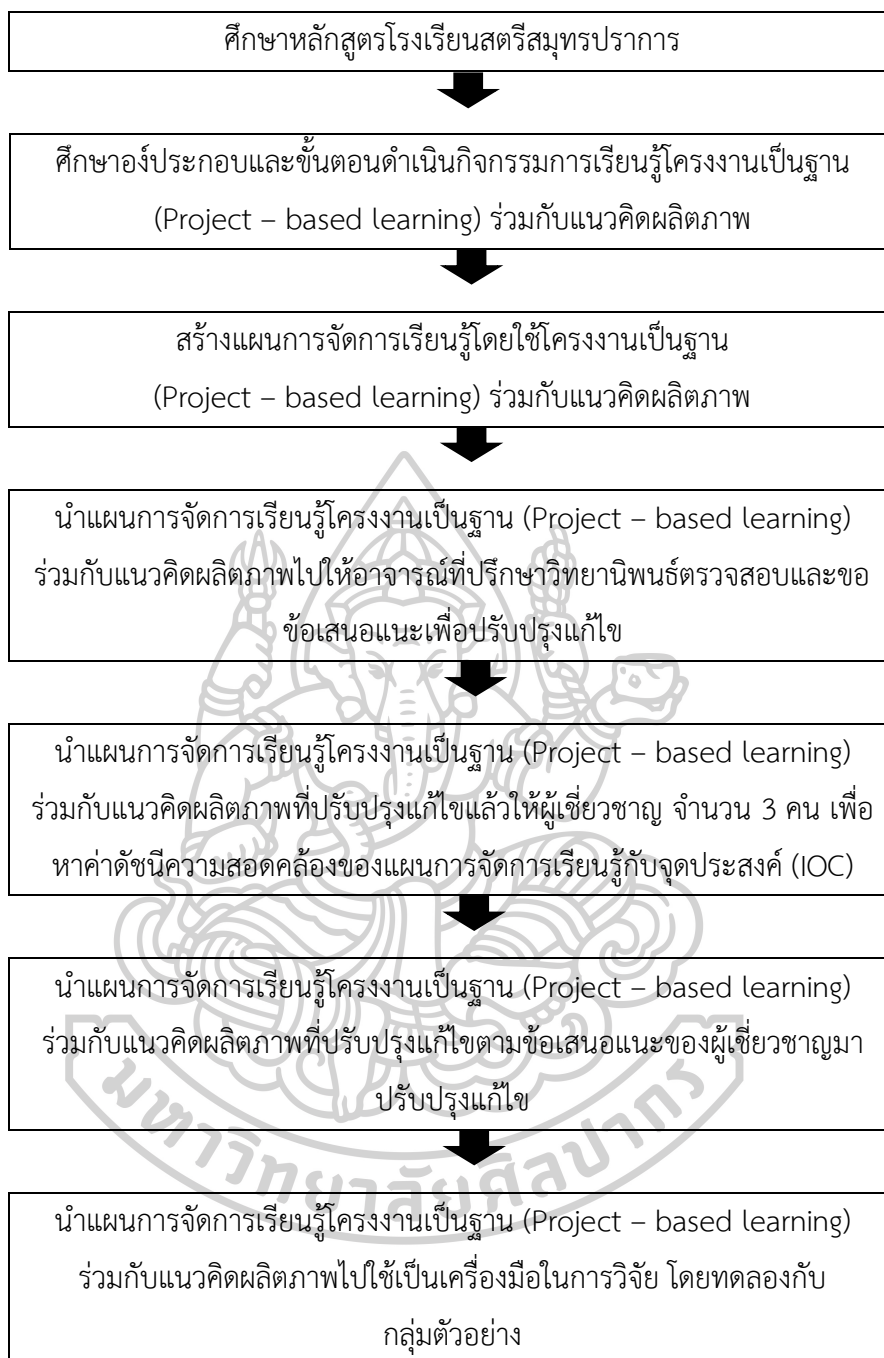 ศึกษาหลักสูตรโรงเรียนสตรีสมุทรปราการ
ศึกษาอง์ประกอบและขั้นตอนดำเนินกิจกรรมการเรียนรู้โครงงานเป็นฐาน
(Project – based learning) ร่วมกับแนวคิดผลิตภาพ
สร้างแผนการจัดการเรียนรู้โดยใช้โครงงานเป็นฐาน
(Project – based learning) ร่วมกับแนวคิดผลิตภาพ
นำแผนการจัดการเรียนรู้โครงงานเป็นฐาน (Project – based learning)
ร่วมกับแนวคิดผลิตภาพไปให้อาจารณ์ที่ปรึกษาวิทยานิพนธ์ตรวจสอบและขอ
ข้อเสนอแนะเพื่อปรับปรุงแก้ไข
นำแผนการจัดการเรียนรู้โครงงานเป็นฐาน (Project – based learning)
ร่วมกับแนวคิดผลิตภาพที่ปรับปรุงแก้ไขแล้วให้ผู้เชี่ยวชาญ จำนวน 3 คน เพื่อ
หาค่าดัชนีความสอดคล้องของแผนการจัดการเรียนรู้กับจุดประสงค์ (IOC)
นำแผนการจัดการเรียนรู้โครงงานเป็นฐาน (Project – based learning)
ร่วมกับแนวคิดผลิตภาพที่ปรับปรุงแก้ไขตามข้อเสนอแนะของผู้เชี่ยวชาญมา
ปรับปรุงแก้ไข
มหาวิทยาลัยศิลปากร
นำแผนการจัดการเรียนรู้โครงงานเป็นฐาน (Project – based learning)
ร่วมกับแนวคิดผลิตภาพไปใช้เป็นเครื่องมือในการวิจัย โดยทดลองกับ
กลุ่มตัวอย่าง